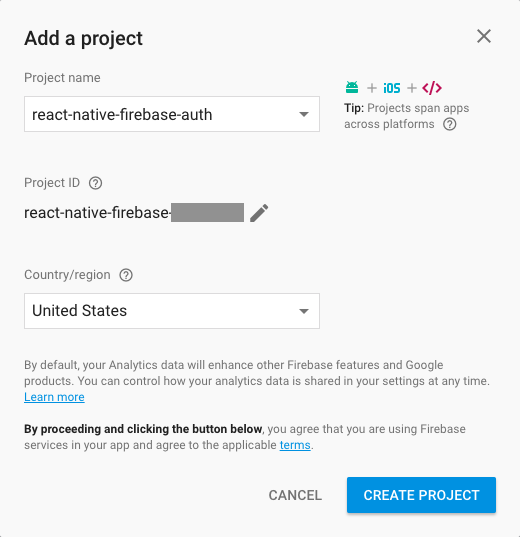 Add a project
Project name
react-native-firebase-auth
+ iOS + </>
Tip: Projects span apps
across platforms
Project ID
react-native-firebase-
Country/region
United States
By default, your Analytics data will enhance other Firebase features and Google
products. You can control how your analytics data is shared in your settings at any time.
Learn more
By proceeding and clicking the button below, you agree that you are using Firebase
services in your app and agree to the applicable terms.
CANCEL
CREATE PROJECT